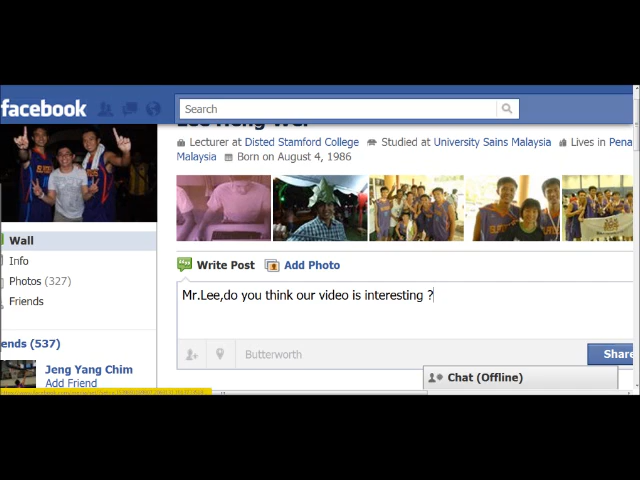 facebook
Search
Lecturer at Disted Stamford College Studied at University Sains Malaysia Lives in Pena
Malaysia Born on August 4, 1986
Wall
Info
Photos (327)
Friends
Write Post Add Photo
Mr.Lee,do you think our video is interesting ?
Butterworth
Share
ends (537)
Jeng Yang Chim
Add Friend
Chat (Offline)